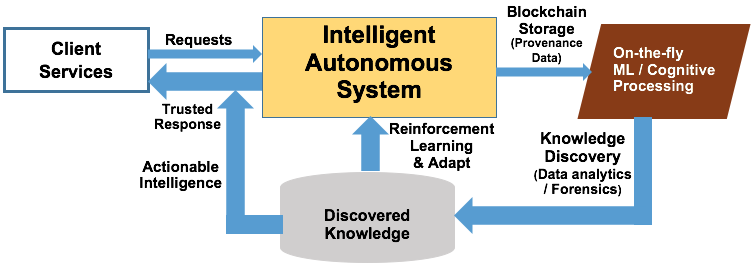 Client
Services
Requests
Trusted
Response
Actionable
Intelligence
Intelligent
Autonomous
System
Reinforcement
Learning
& Adapt
Discovered
Knowledge
Blockchain
Storage
(Provenance
Data)
On-the-fly
ML / Cognitive
Processing
Knowledge
Discovery
(Data analytics
/ Forensics)